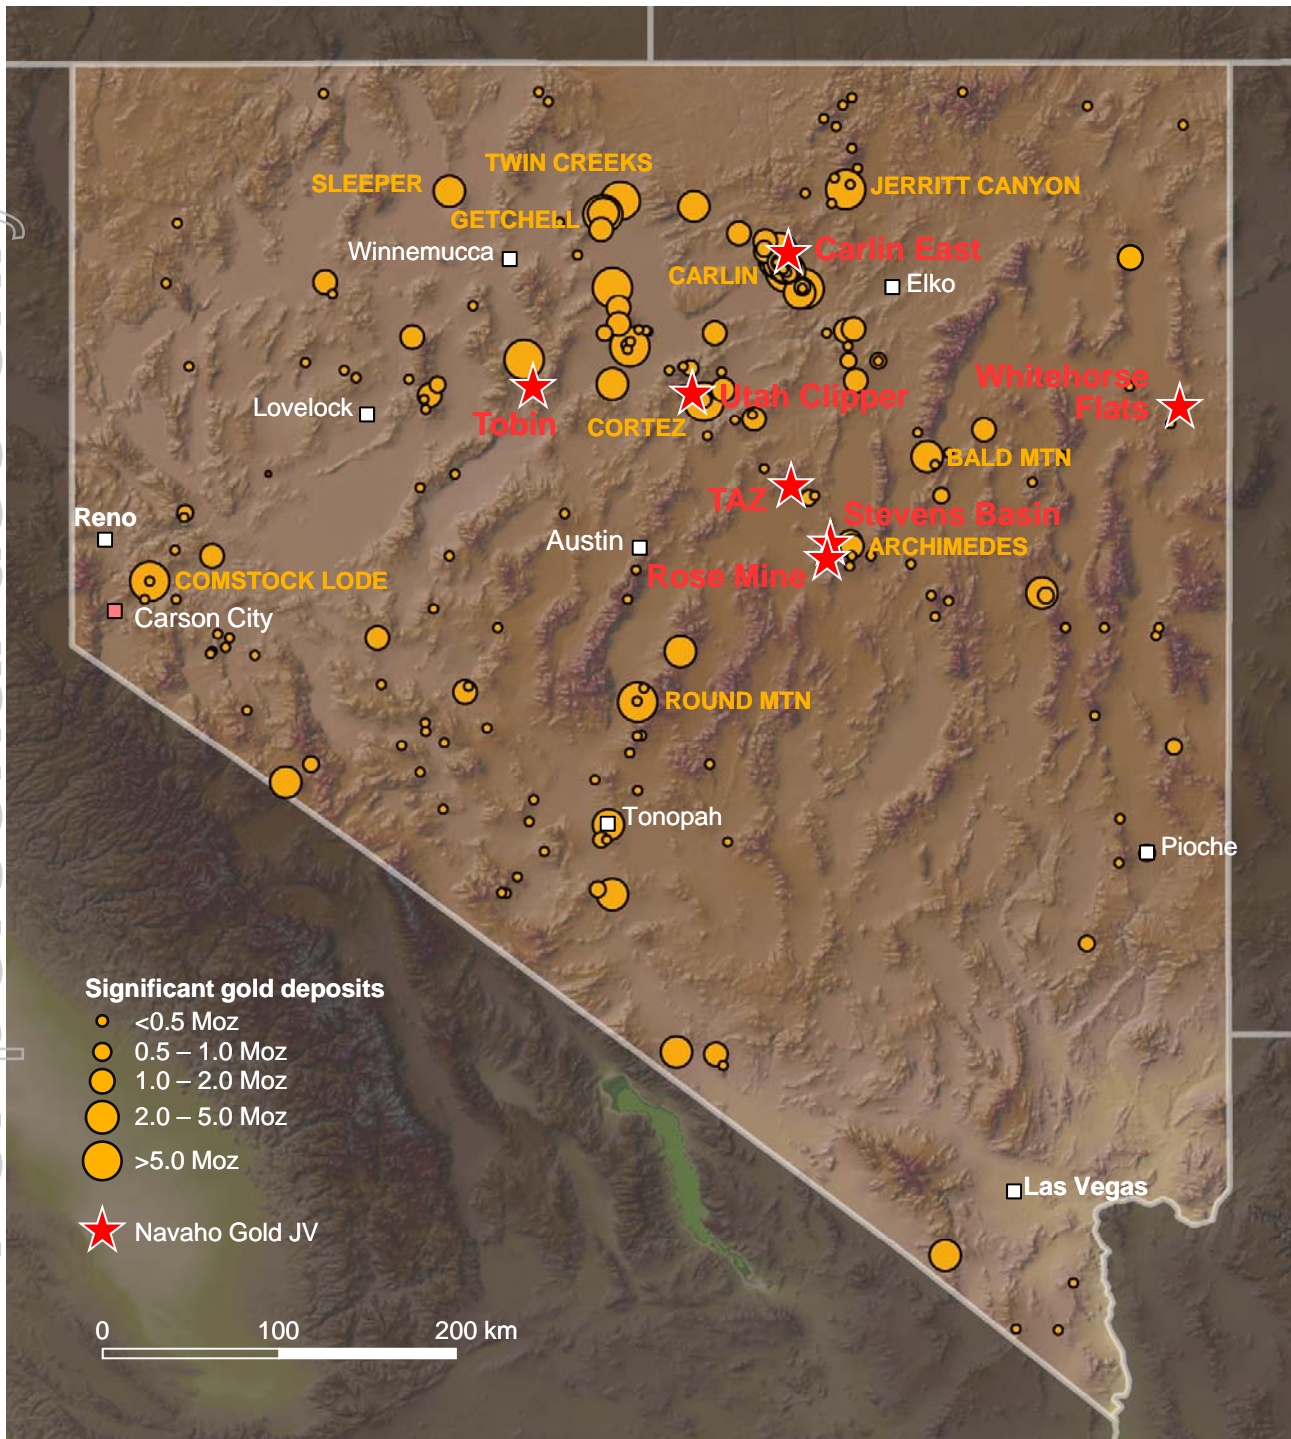 TWIN CREEKS
SLEEPER
JERRITT CANYON
GETCHELL
Winnemucca
Carlin East
CARLIN
Elko
Whitehorse
Flats
Utah Clipper
Lovelock
Tobin
CORTEZ
BALD MTN
TAZ
Stevens Basin
Reno
Austin
ARCHIMEDES
Rose Mine
COMSTOCK LODE
Carson City
ROUND MTN
Tonopah
Pioche
Significant gold deposits
<0.5 Moz
0.5 – 1.0 Moz
1.0 – 2.0 Moz
2.0 – 5.0 Moz
>5.0 Moz
Navaho Gold JV
Las Vegas
0 100 200 km